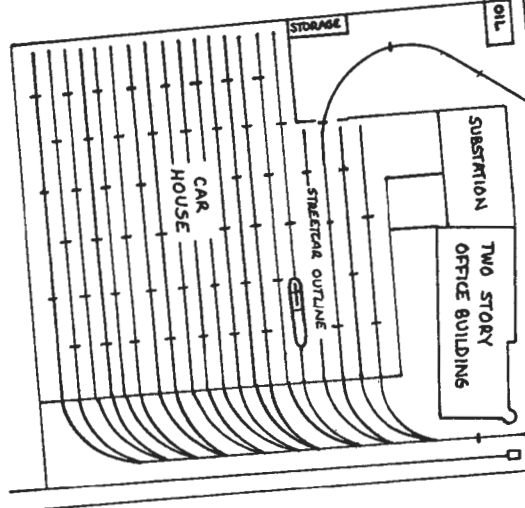 STORAGE
OIL
SUBSTATION
CAR
HOUSE
STREETCAR OUTLINE
TWO STORY
OFFICE BUILDING